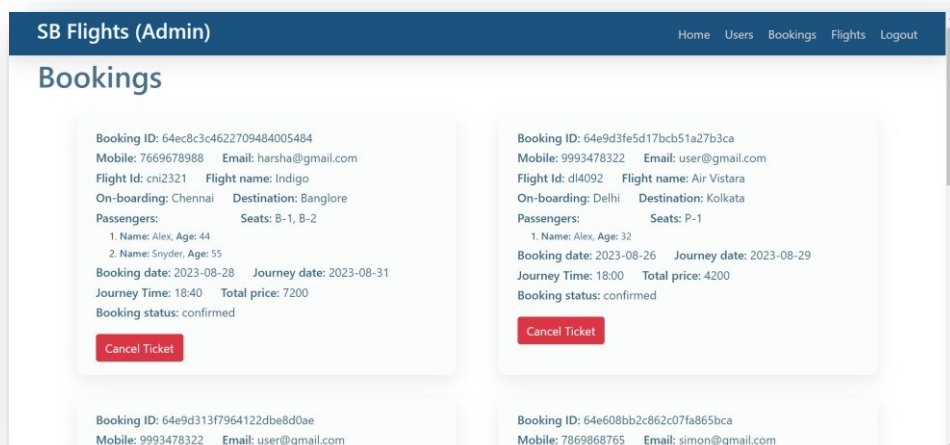 SB Flights (Admin)
Home Users Bookings Flights Logout
Bookings
Booking ID: 64ec8c3c4622709484005484
Mobile: 7669678988 Email: harsha@gmail.com
Flight Id: cni2321 Flight name: Indigo
On-boarding: Chennai Destination: Banglore
Passengers: Seats: B-1, B-2
1. Name: Alex, Age: 44
2. Name: Snyder, Age: 55
Booking date: 2023-08-28 Journey date: 2023-08-31
Journey Time: 18:40 Total price: 7200
Booking status: confirmed
Cancel Ticket
Booking ID: 64e9d3fe5d17bcb51a27b3ca
Mobile: 9993478322 Email: user@gmail.com
Flight Id: dl4092 Flight name: Air Vistara
On-boarding: Delhi Destination: Kolkata
Passengers: Seats: P-1
1. Name: Alex, Age: 32
Booking date: 2023-08-26 Journey date: 2023-08-29
Journey Time: 18:00 Total price: 4200
Booking status: confirmed
Cancel Ticket
Booking ID: 64e9d313f7964122dbe8d0ae
Mobile: 9993478322 Email: user@gmail.com
Booking ID: 64e608bb2c862c07fa865bca
Mobile: 7869868765 Email: simon@gmail.com